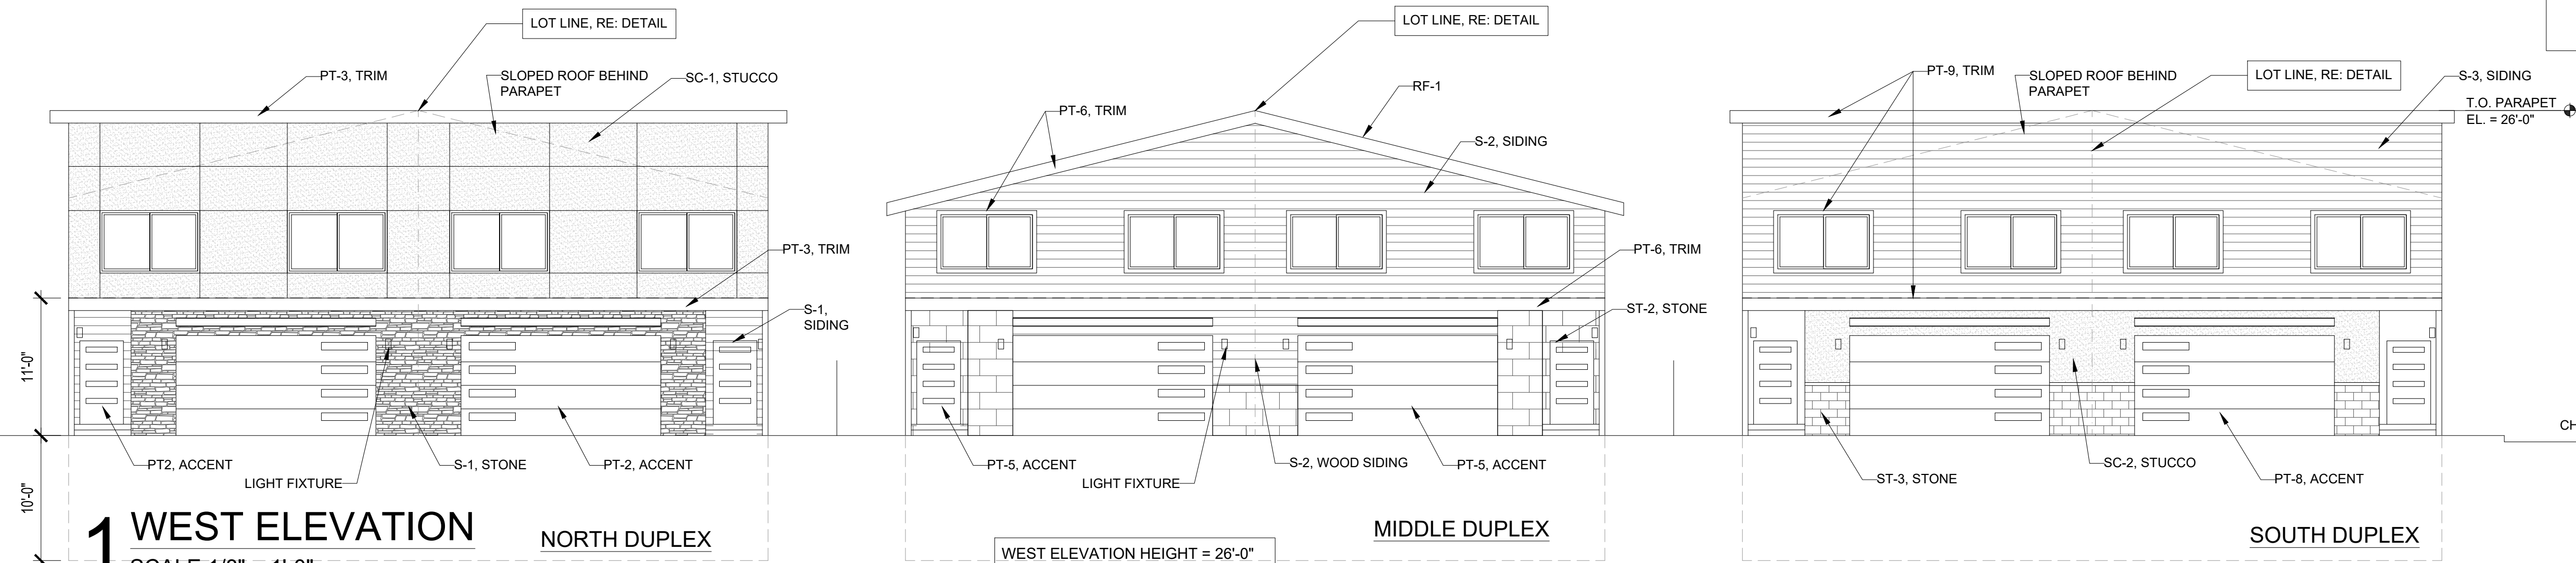 LOT LINE, RE: DETAIL
PT-3, TRIM
SLOPED ROOF BEHIND
PARAPET
SC-1, STUCCO
PT-3, TRIM
S-1,
SIDING
11'-0"
10'-0"
PT2, ACCENT
LIGHT FIXTURE
S-1, STONE
PT-2, ACCENT
1 WEST ELEVATION
NORTH DUPLEX
LOT LINE, RE: DETAIL
PT-6, TRIM
RF-1
S-2, SIDING
PT-6, TRIM
ST-2, STONE
PT-5, ACCENT
LIGHT FIXTURE
S-2, WOOD SIDING
PT-5, ACCENT
MIDDLE DUPLEX
WEST ELEVATION HEIGHT = 26'-0"
PT-9, TRIM
SLOPED ROOF BEHIND
PARAPET
LOT LINE, RE: DETAIL
S-3, SIDING
T.O. PARAPET
EL. = 26'-0"
CH
ST-3, STONE
SC-2, STUCCO
PT-8, ACCENT
SOUTH DUPLEX